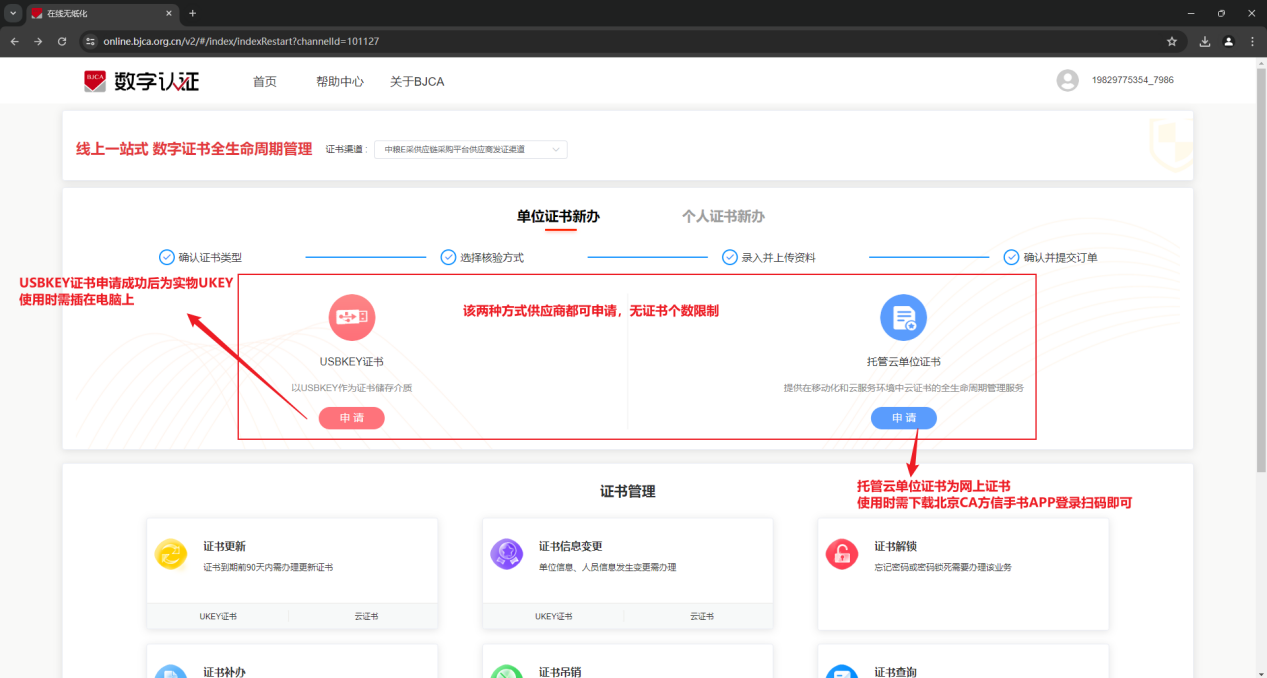 在线无纸化
online.bjca.org.cn/v2/#/index/indexRestart?channelId=101127
BJCA 数字认证 首页 帮助中心 关于BJCA 19829775354_7986
线上一站式 数字证书全生命周期管理 证书渠道： 中粮E采供应链采购平台供应商发证渠道
单位证书新办 个人证书新办
确认证书类型 选择核验方式 录入并上传资料 确认并提交订单
USBKEY证书申请成功后为实物UKEY
使用时需插在电脑上
该两种方式供应商都可申请，无证书个数限制
USBKEY证书 托管云单位证书
以USBKEY作为证书储存介质 提供在移动化和云服务环境中云证书的全生命周期管理服务
申 请 申 请
托管云单位证书为网上证书
使用时需下载北京CA方信手书APP登录扫码即可
证书管理
证书更新 证书信息变更 证书解锁
证书到期前90天内需办理更新证书 单位信息、人员信息发生变更需办理 忘记密码或密码锁死需要办理该业务
UKEY证书 云证书 UKEY证书 云证书
证书补办 证书吊销 证书查询